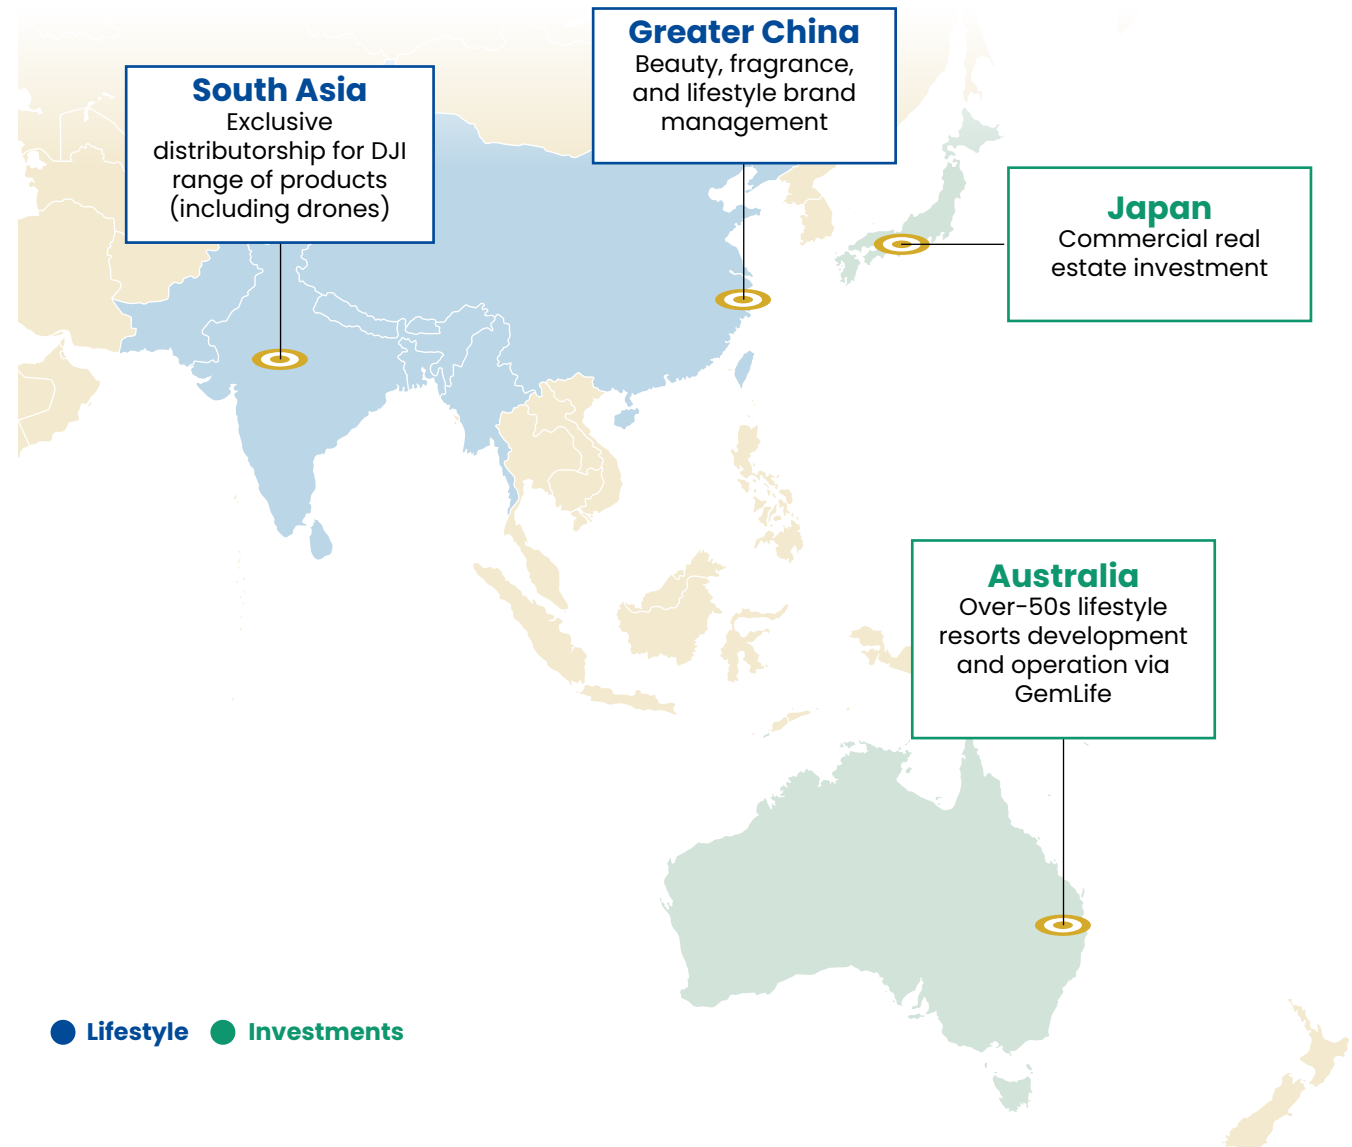 Greater China
Beauty, fragrance,
and lifestyle brand
management
South Asia
Exclusive
distributorship for DJI
range of products
(including drones)
Japan
Commercial real
estate investment
Australia
Over-50s lifestyle
resorts development
and operation via
GemLife
Lifestyle
Investments